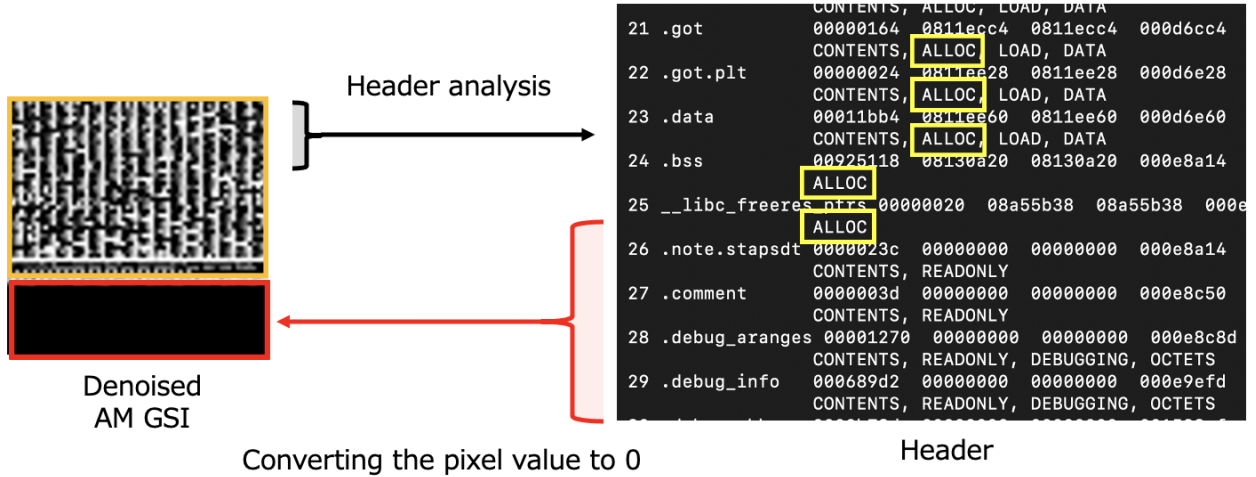 Header analysis
Denoised
AM GSI
Converting the pixel value to 0
CONTENTS, ALLOC, LOAD, DATA
21 .got 00000164 0811ecc4 0811ecc4 000d6cc4
CONTENTS, ALLOC, LOAD, DATA
22 .got.plt 00000024 0811ee28 0811ee28 000d6e28
CONTENTS, ALLOC, LOAD, DATA
23 .data 00011bb4 0811ee60 0811ee60 000d6e60
CONTENTS, ALLOC, LOAD, DATA
24 .bss 00925118 08130a20 08130a20 000e8a14
ALLOC
25 __libc_freeres_ptrs 00000020 08a55b38 08a55b38 000e
ALLOC
26 .note.stapsdt 0000023c 00000000 00000000 000e8a14
CONTENTS, READONLY
27 .comment 0000003d 00000000 00000000 000e8c50
CONTENTS, READONLY
28 .debug_aranges 00001270 00000000 00000000 000e8c8d
CONTENTS, READONLY, DEBUGGING, OCTETS
29 .debug_info 000689d2 00000000 00000000 000e9efd
CONTENTS, READONLY, DEBUGGING, OCTETS
Header